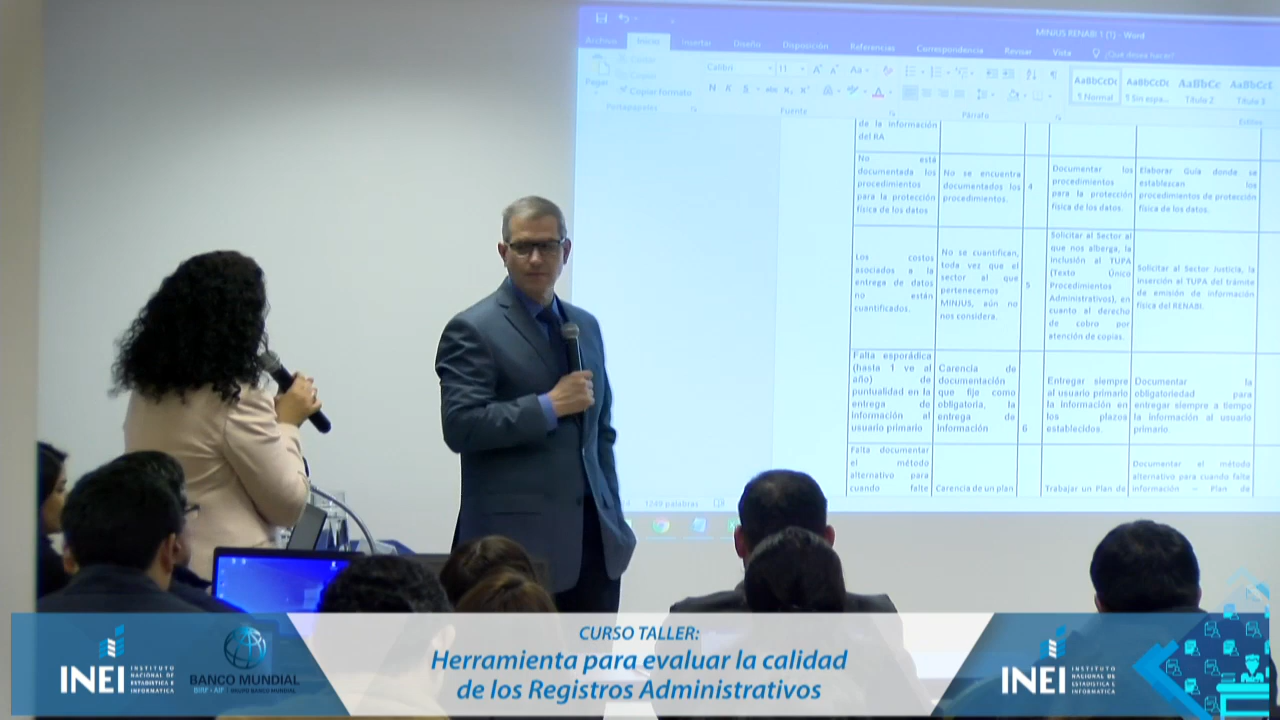 MINJUS RENABI 1 (1) - Word
Archivo Inicio Insertar Diseño Disposición Referencias Correspondencia Revisar Vista ¿Qué desea hacer?
Cortar
Copiar
Pegar
Copiar formato
Portapapeles
Calibri 11
Fuente
Párrafo
AaBbCcDc AaBbCcDc AaBbCc AaBbCcI
¶ Normal ¶ Sin espa... Título 2 Título 3
Estilos
de la información
del RA
No está
documentada los
procedimientos
para la protección
física de los datos
No se encuentra
documentados los
procedimientos.
4
Documentar los
procedimientos
para la protección
física de los datos.
Elaborar Guía donde se
establescan los
procedimientos de protección
física de los datos.
Los costos
asociados a la
entrega de datos
no están
cuantificados.
No se cuantifican,
toda vez que el
sector al que
pertenecemos
MINJUS, aún no
nos considera.
5
Solicitar al Sector al
que nos alberga, la
inclusión al TUPA
(Texto Único
Procedimientos
Administrativos), en
cuanto al derecho
de cobro por
atención de copias.
Solicitar al Sector Justicia, la
inserción al TUPA del trámite
de emisión de información
física del RENABI.
Falta esporádica
(hasta 1 ve al
año) de
puntualidad en la
entrega de
información al
usuario primario
Carencia de
documentación
que fije como
obligatoria, la
entrega de
información
6
Entregar siempre
al usuario primario
la información en
los plazos
establecidos.
Documentar la
obligatoriedad para
entregar siempre a tiempo
la información al usuario
primario
Falta documentar
el método
alternativo para
cuando falte
Carencia de un plan
Trabajar un Plan de
Documentar el método
alternativo para cuando falte
información – Plan de
1249 palabras
CURSO TALLER:
Herramienta para evaluar la calidad
de los Registros Administrativos
INEI
INSTITUTO
NACIONAL DE
ESTADÍSTICA E
INFORMÁTICA
BANCO MUNDIAL
BIRF • AIF | GRUPO BANCO MUNDIAL
INEI
INSTITUTO
NACIONAL DE
ESTADÍSTICA E
INFORMÁTICA